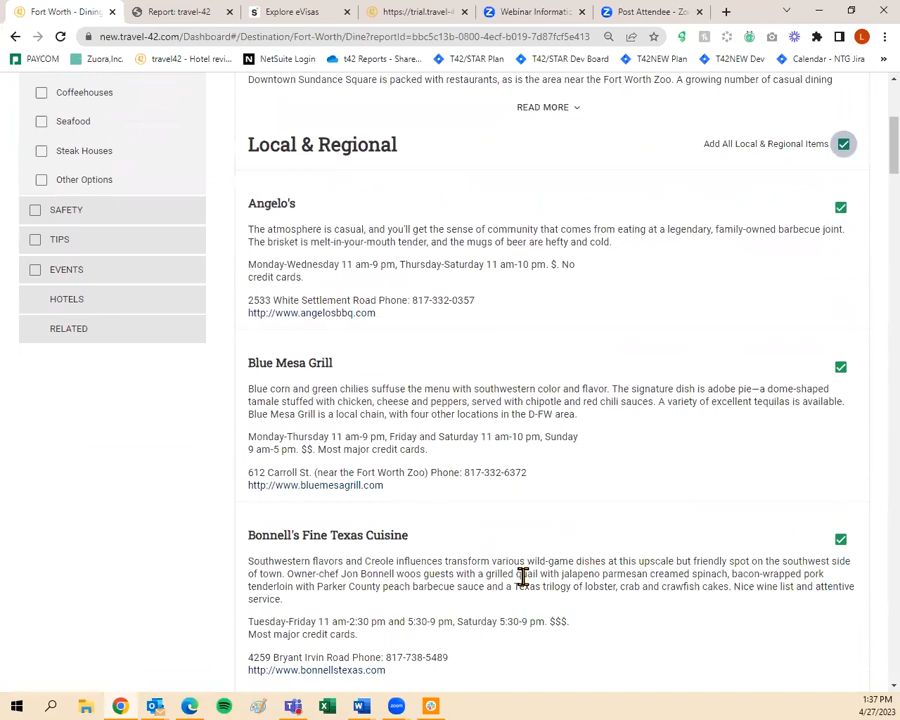 Fort Worth - Dining
Report: travel-42
Explore eVisas
https://trial.travel-4
Webinar Informati
Post Attendee - Zo
L
new.travel-42.com/Dashboard#/Destination/Fort-Worth/Dine?reportId=bbc5c13b-0800-4ecf-b019-7d87fcf5e413
PAYCOM
Zuora,Inc.
travel42 - Hotel revi...
NetSuite Login
t42 Reports - Share...
T42/STAR Plan
T42/STAR Dev Board
T42NEW Plan
T42NEW Dev
Calendar - NTG Jira
Downtown Sundance Square is packed with restaurants, as is the area near the Fort Worth Zoo. A growing number of casual dining
READ MORE
Coffeehouses
Seafood
Steak Houses
Other Options
SAFETY
TIPS
EVENTS
HOTELS
RELATED
Local & Regional
Add All Local & Regional Items
Angelo's
The atmosphere is casual, and you'll get the sense of community that comes from eating at a legendary, family-owned barbecue joint.
The brisket is melt-in-your-mouth tender, and the mugs of beer are hefty and cold.
Monday-Wednesday 11 am-9 pm, Thursday-Saturday 11 am-10 pm. $. No
credit cards.
2533 White Settlement Road Phone: 817-332-0357
http://www.angelosbbq.com
Blue Mesa Grill
Blue corn and green chilies suffuse the menu with southwestern color and flavor. The signature dish is adobe pie—a dome-shaped
tamale stuffed with chicken, cheese and peppers, served with chipotle and red chili sauces. A variety of excellent tequilas is available.
Blue Mesa Grill is a local chain, with four other locations in the D-FW area.
Monday-Thursday 11 am-9 pm, Friday and Saturday 11 am-10 pm, Sunday
9 am-5 pm. $$. Most major credit cards.
612 Carroll St. (near the Fort Worth Zoo) Phone: 817-332-6372
http://www.bluemesagrill.com
Bonnell's Fine Texas Cuisine
Southwestern flavors and Creole influences transform various wild-game dishes at this upscale but friendly spot on the southwest side
of town. Owner-chef Jon Bonnell woos guests with a grilled quail with jalapeno parmesan creamed spinach, bacon-wrapped pork
tenderloin with Parker County peach barbecue sauce and a Texas trilogy of lobster, crab and crawfish cakes. Nice wine list and attentive
service.
Tuesday-Friday 11 am-2:30 pm and 5:30-9 pm, Saturday 5:30-9 pm. $$$.
Most major credit cards.
4259 Bryant Irvin Road Phone: 817-738-5489
http://www.bonnellstexas.com
1:37 PM
4/27/2023